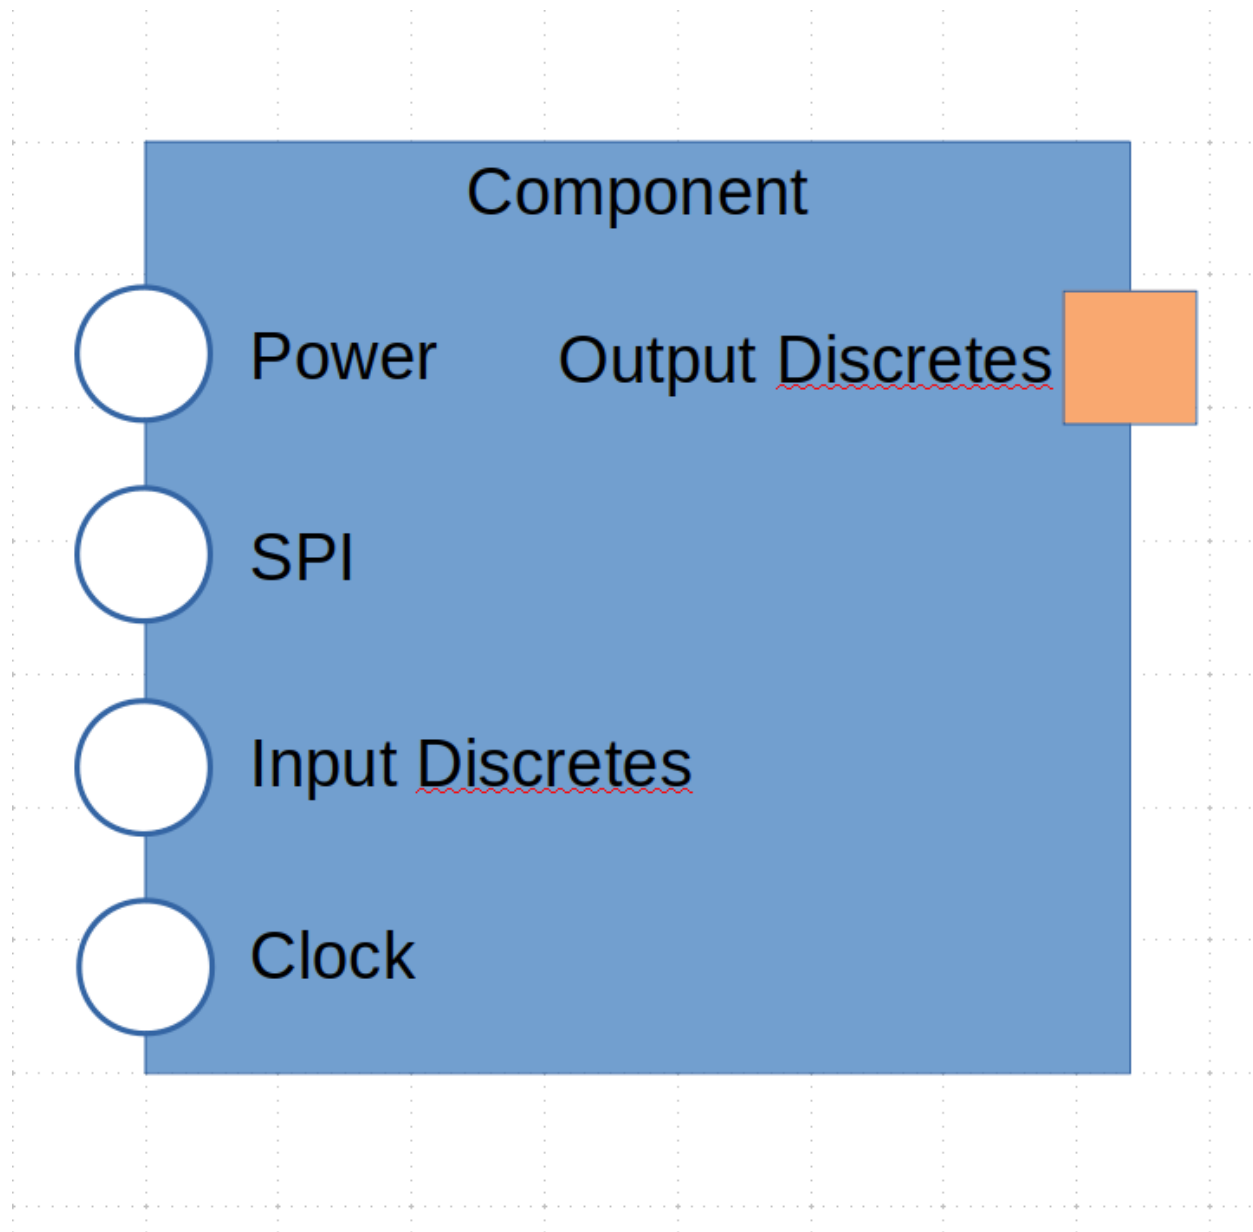 Component
Power
Output Discretes
SPI
Input Discretes
Clock